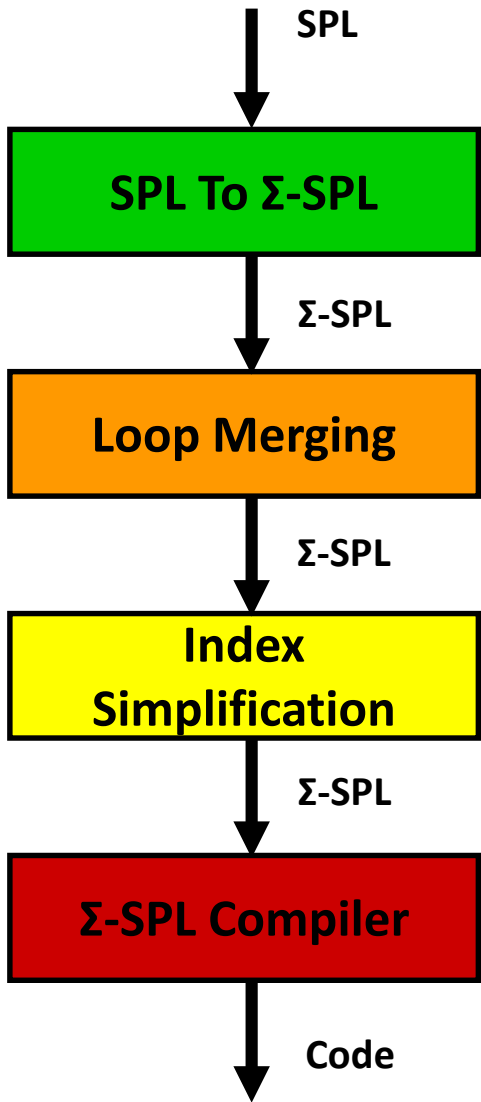 SPL
SPL To Σ-SPL
Σ-SPL
Loop Merging
Σ-SPL
Index
Simplification
Σ-SPL
Σ-SPL Compiler
Code